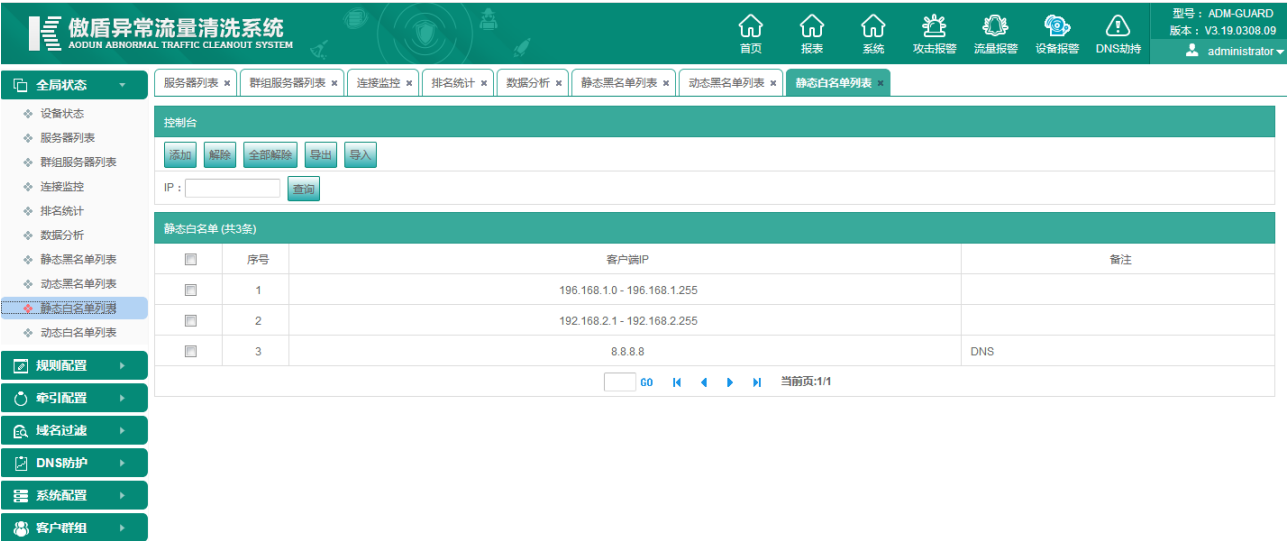 傲盾异常流量清洗系统
AODUN ABNORMAL TRAFFIC CLEANOUT SYSTEM
首页 报表 系统 攻击报警 流量报警 设备报警 DNS劫持
型号： ADM-GUARD
版本： V3.19.0308.09
administrator
全局状态
设备状态
服务器列表
群组服务器列表
连接监控
排名统计
数据分析
静态黑名单列表
动态黑名单列表
静态白名单列表
动态白名单列表
规则配置
牵引配置
域名过滤
DNS防护
系统配置
客户群组
服务器列表 × 群组服务器列表 × 连接监控 × 排名统计 × 数据分析 × 静态黑名单列表 × 动态黑名单列表 × 静态白名单列表 ×
控制台
添加 解除 全部解除 导出 导入
IP： 查询
静态白名单 (共3条)
序号 客户端IP 备注
1 196.168.1.0 - 196.168.1.255
2 192.168.2.1 - 192.168.2.255
3 8.8.8.8 DNS
GO 当前页:1/1